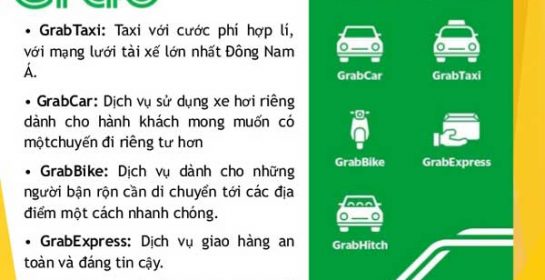 Grab
• GrabTaxi: Taxi với cước phí hợp lí,
với mạng lưới tài xế lớn nhất Đông Nam
Á.
• GrabCar: Dịch vụ sử dụng xe hơi riêng
dành cho hành khách mong muốn có
mộtchuyến đi riêng tư hơn
• GrabBike: Dịch vụ dành cho những
người bận rộn cần di chuyển tới các địa
điểm một cách nhanh chóng.
• GrabExpress: Dịch vụ giao hàng an
toàn và đáng tin cậy.
GrabCar
GrabTaxi
GrabBike
GrabExpress
GrabHitch